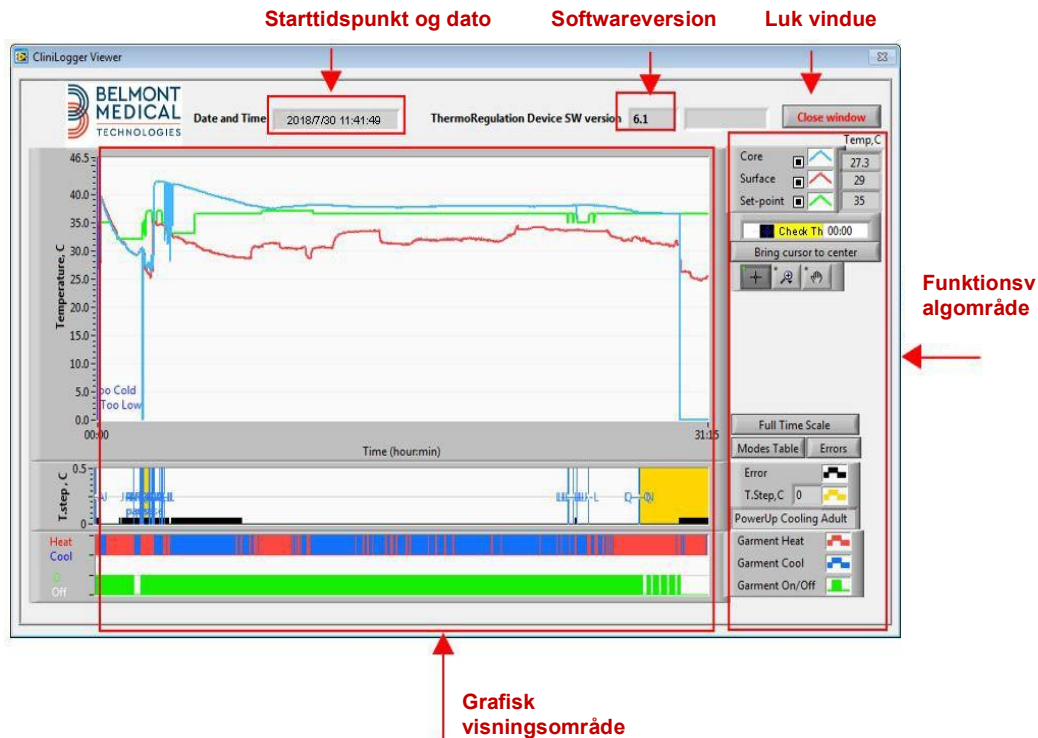 Starttidspunkt og dato
Softwareversion
Luk vindue
CliniLogger Viewer
BELMONT
MEDICAL
TECHNOLOGIES
Date and Time
2018/7/30 11:41:49
ThermoRegulation Device SW version
6.1
Close window
Temp,C
Core
27.3
Surface
29
Set-point
35
Check Th
00:00
Bring cursor to center
Funktionsv
algområde
46.5
40.0
35.0
30.0
25.0
20.0
15.0
10.0
5.0
0.0
Temperature, C
oo Cold
Too Low
00:00
31:15
Time (hour:min)
Full Time Scale
Modes Table
Errors
0.5
0
T.step, C
Error
T.Step,C
0
PowerUp Cooling Adult
Heat
Cool
Off
Garment Heat
Garment Cool
Garment On/Off
Grafisk
visningsområde